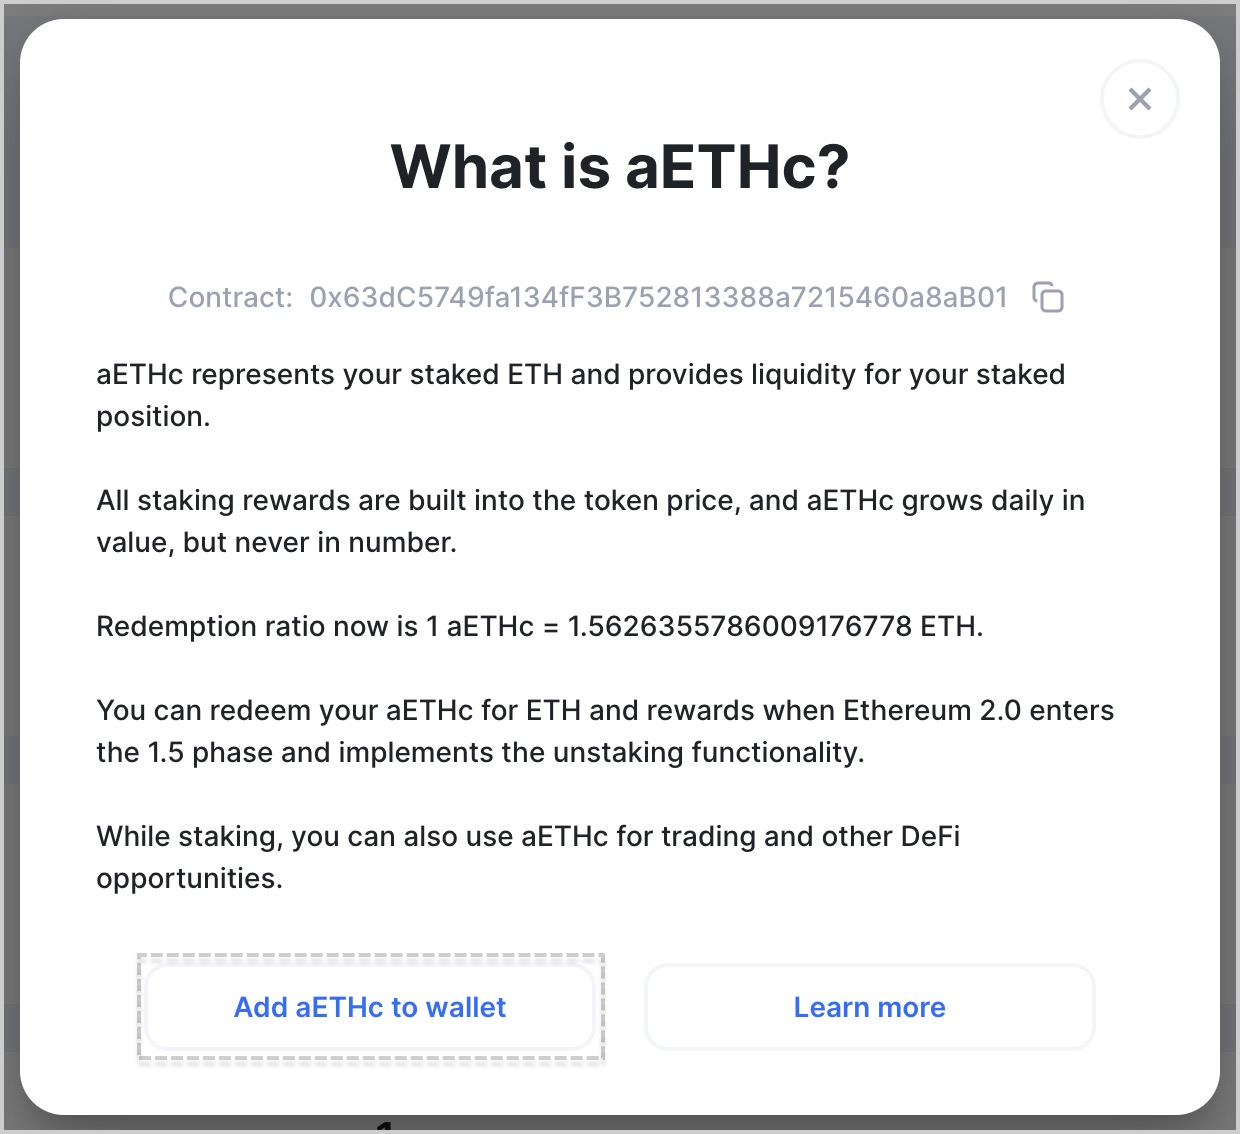 What is aETHc?
Contract: 0x63dC5749fa134fF3B752813388a7215460a8aB01
aETHc represents your staked ETH and provides liquidity for your staked
position.
All staking rewards are built into the token price, and aETHc grows daily in
value, but never in number.
Redemption ratio now is 1 aETHc = 1.5626355786009176778 ETH.
You can redeem your aETHc for ETH and rewards when Ethereum 2.0 enters
the 1.5 phase and implements the unstaking functionality.
While staking, you can also use aETHc for trading and other DeFi
opportunities.
Add aETHc to wallet
Learn more